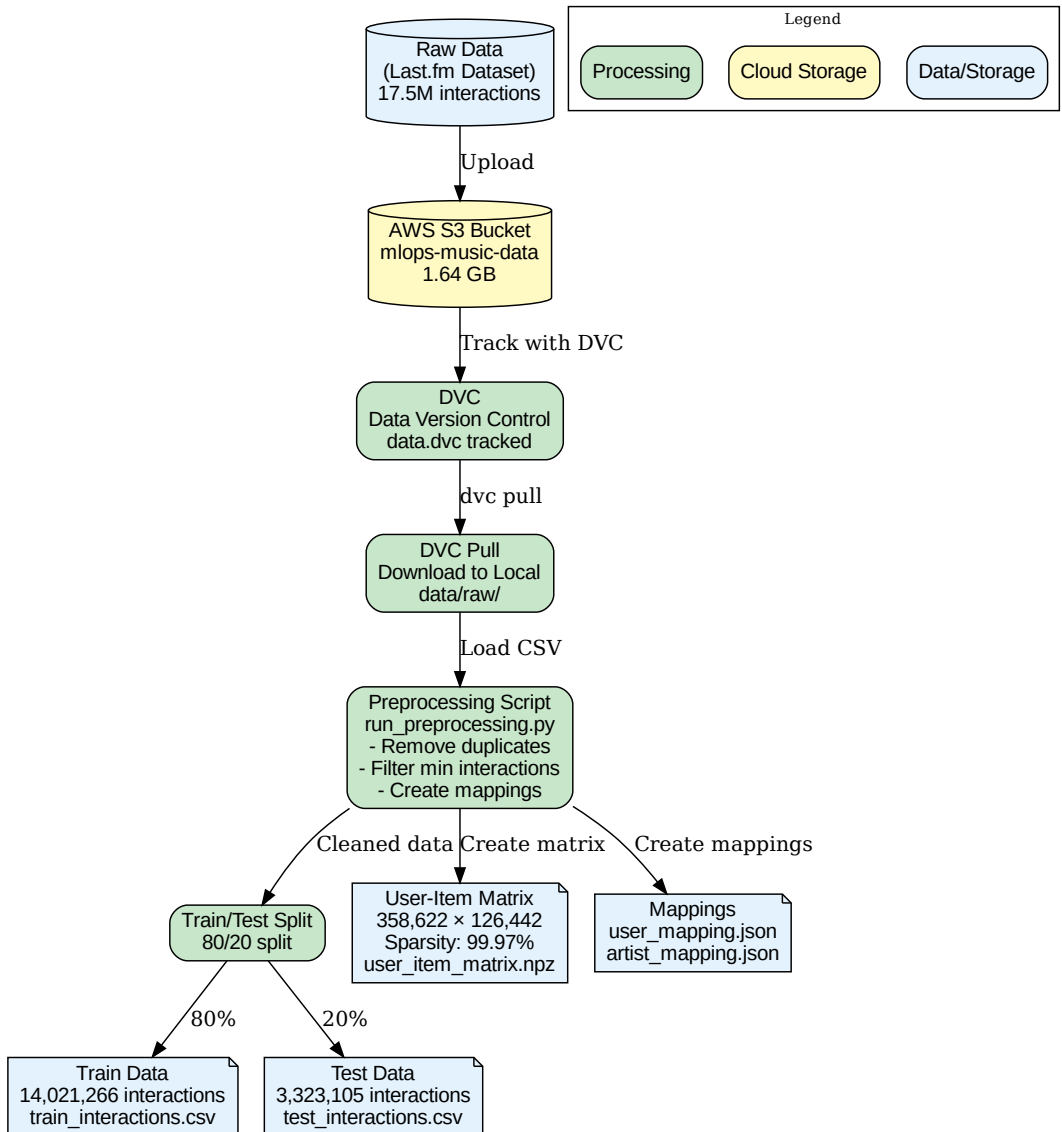 Legend
Processing
Cloud Storage
Data/Storage
Raw Data
(Last.fm Dataset)
17.5M interactions
Upload
AWS S3 Bucket
mlops-music-data
1.64 GB
Track with DVC
DVC
Data Version Control
data.dvc tracked
dvc pull
DVC Pull
Download to Local
data/raw/
Load CSV
Preprocessing Script
run_preprocessing.py
- Remove duplicates
- Filter min interactions
- Create mappings
Cleaned data
Create matrix
Create mappings
Train/Test Split
80/20 split
User-Item Matrix
358,622 × 126,442
Sparsity: 99.97%
user_item_matrix.npz
Mappings
user_mapping.json
artist_mapping.json
80%
20%
Train Data
14,021,266 interactions
train_interactions.csv
Test Data
3,323,105 interactions
test_interactions.csv